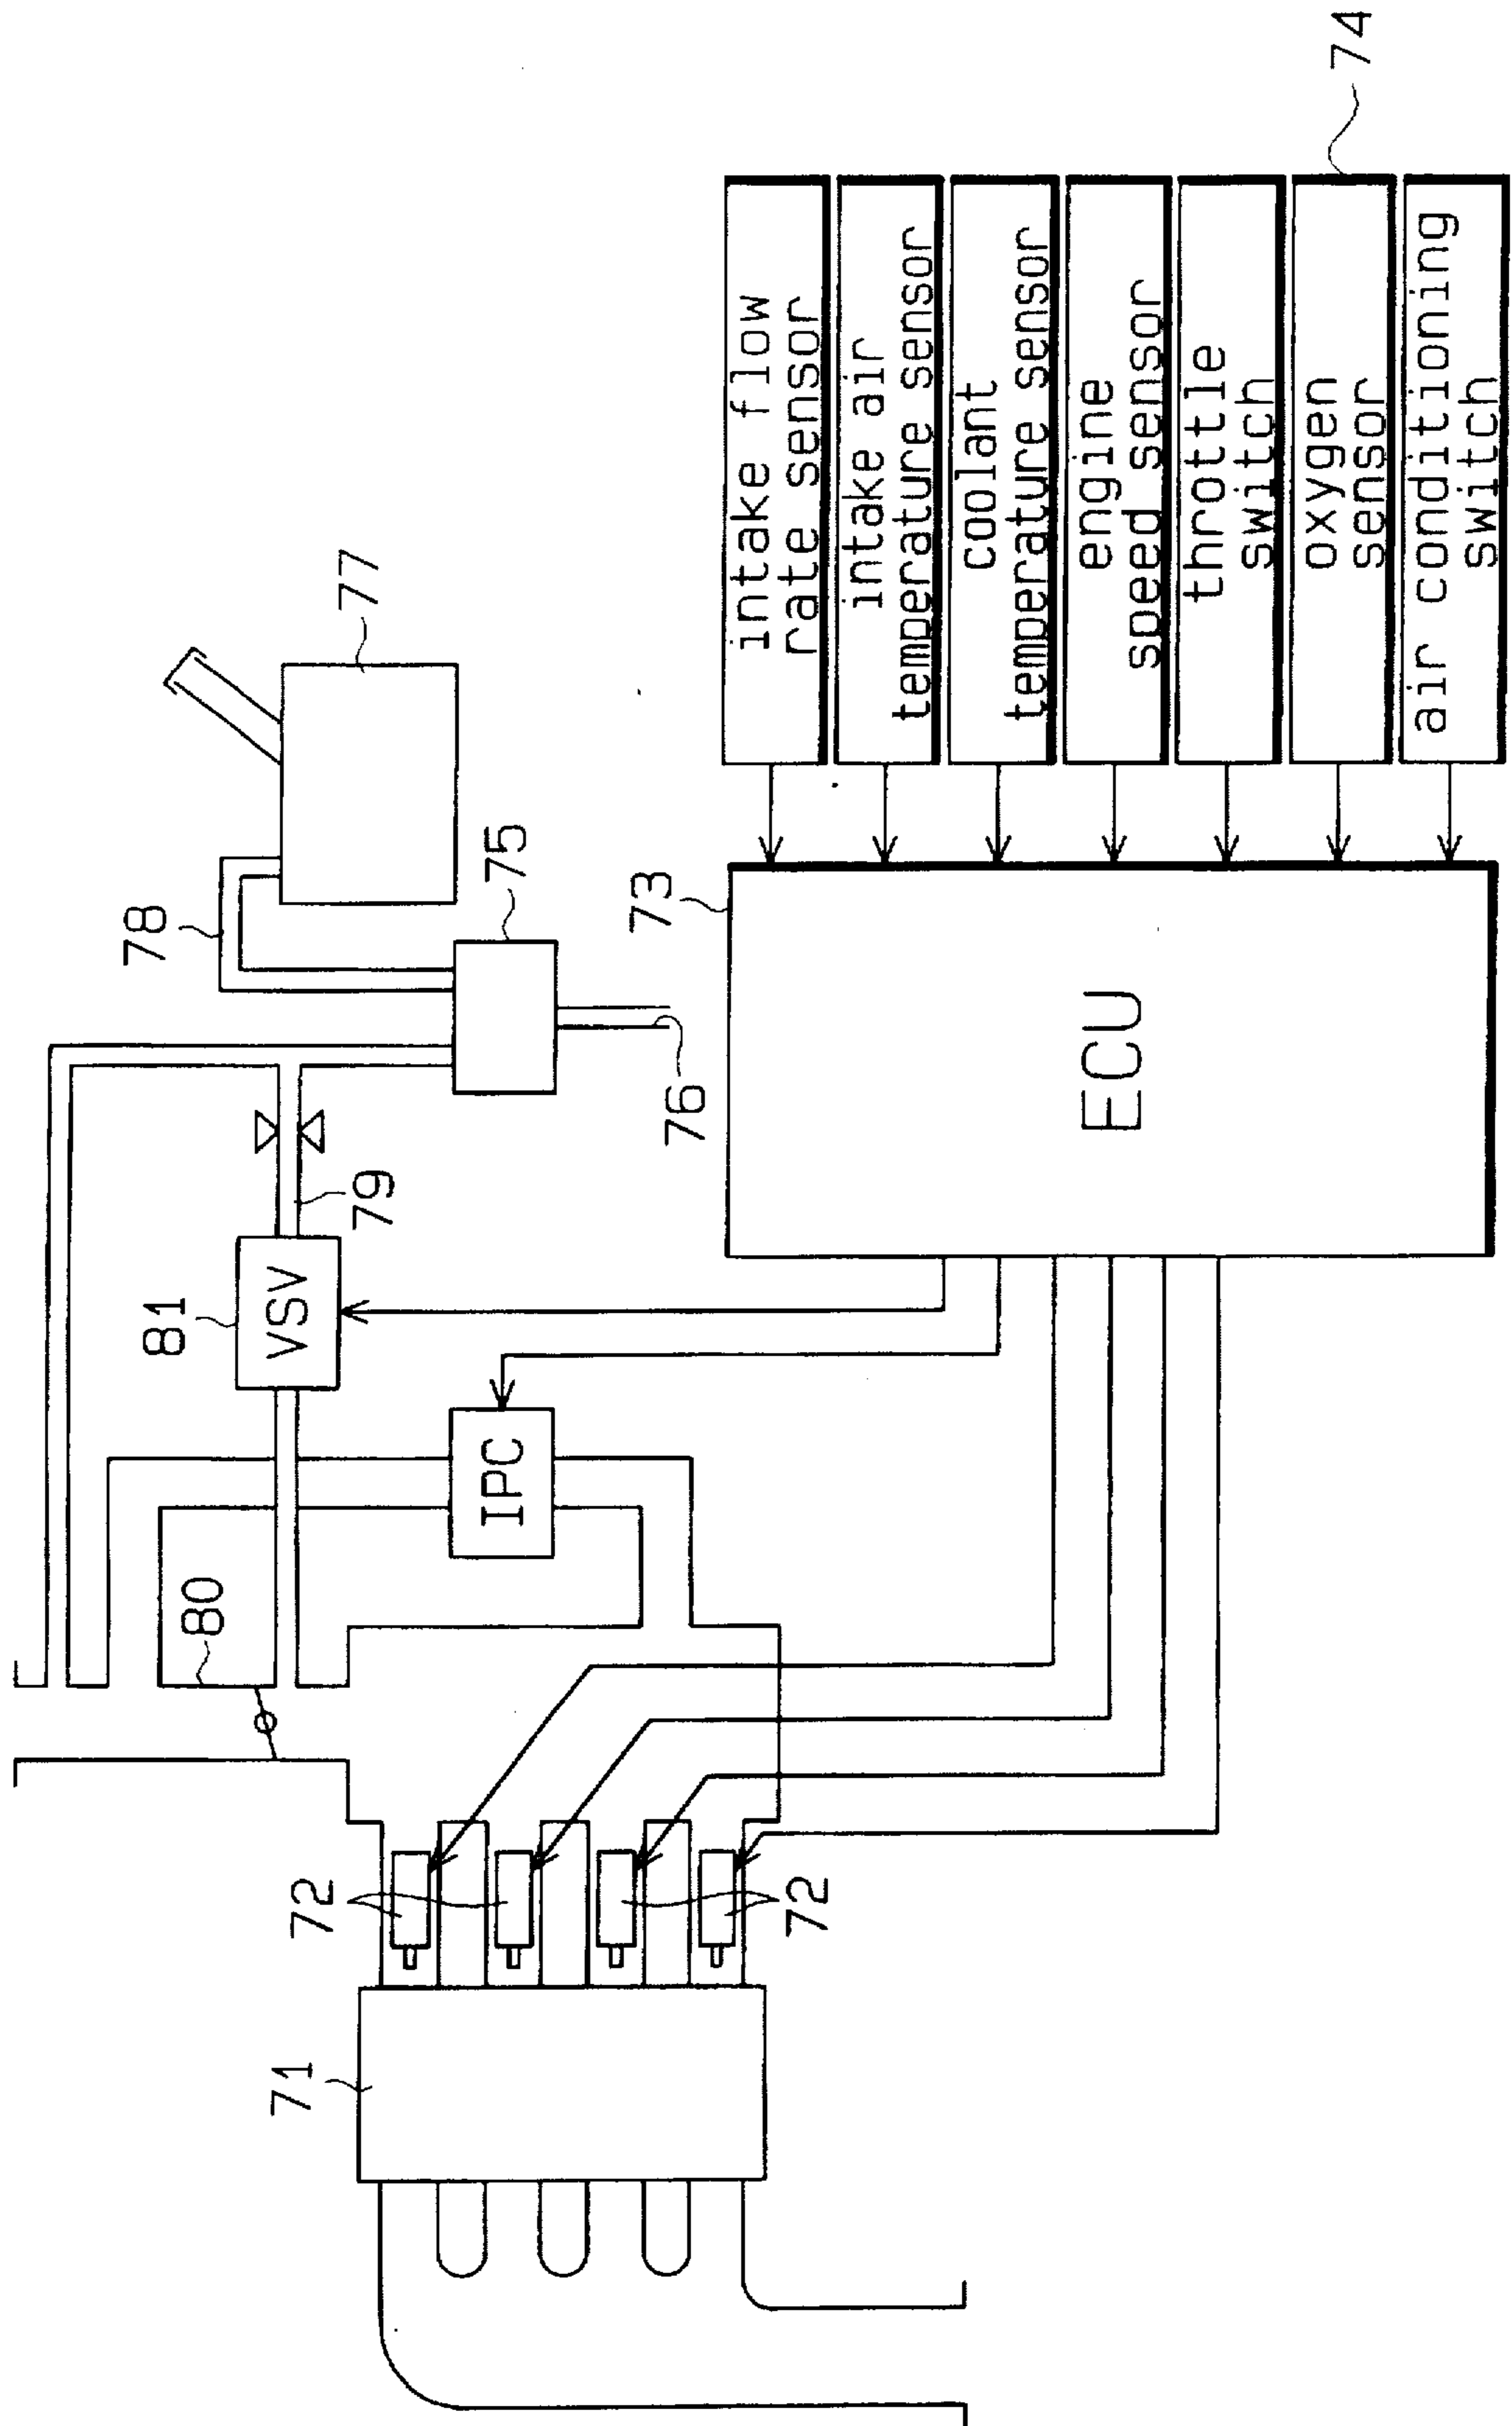 71
72
72
80
81
VSV
IPC
79
78
75
76
77
73
ECU
intake flow
rate sensor
intake air
temperature sensor
coolant
temperature sensor
engine
speed sensor
throttle
switch
oxygen
sensor
air conditioning
switch
74